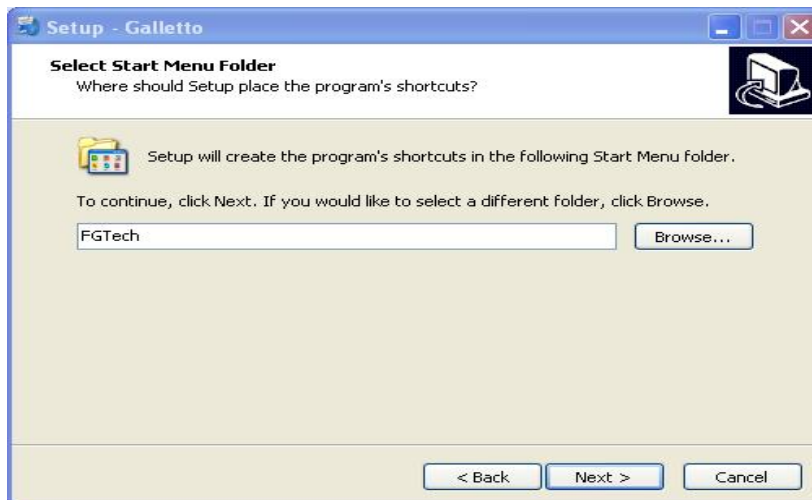 Setup - Galletto
Select Start Menu Folder
Where should Setup place the program's shortcuts?
Setup will create the program's shortcuts in the following Start Menu folder.
To continue, click Next. If you would like to select a different folder, click Browse.
FGTech
Browse...
< Back
Next >
Cancel